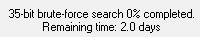 35-bit brute-force search 0% completed.
Remaining time: 2.0 days